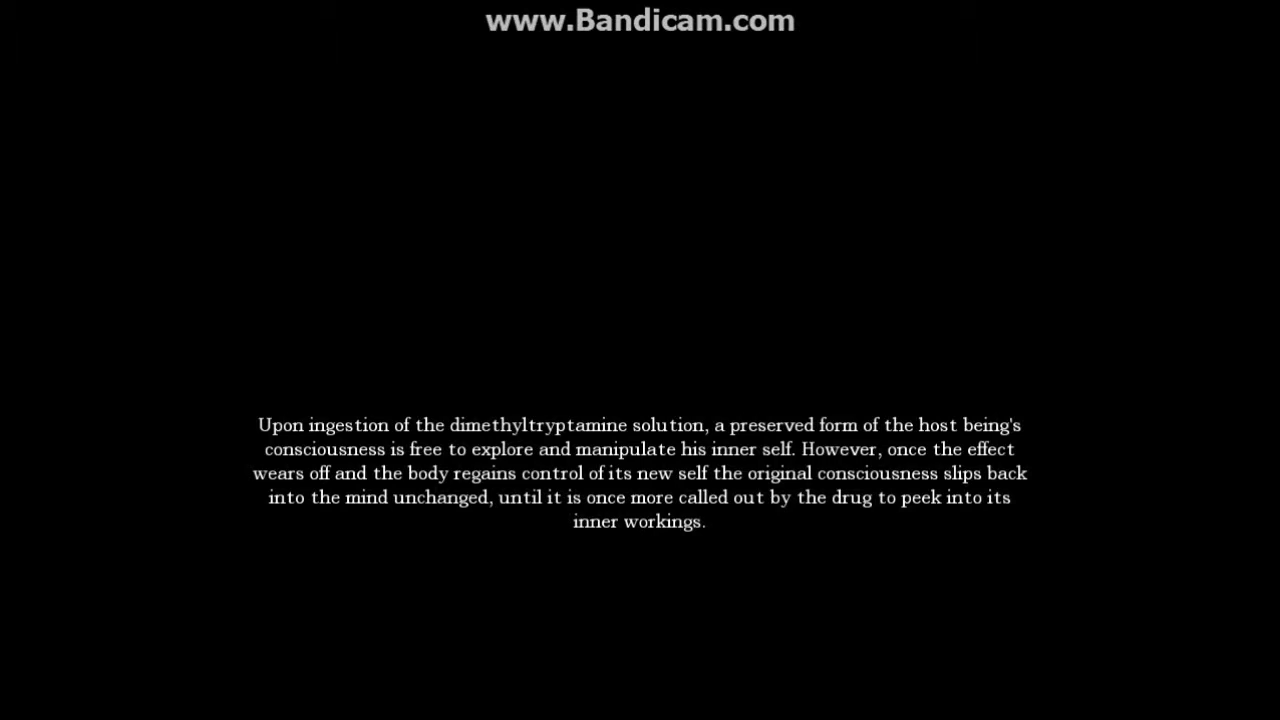 www.Bandicam.com
Upon ingestion of the dimethyltryptamine solution, a preserved form of the host being's
consciousness is free to explore and manipulate his inner self. However, once the effect
wears off and the body regains control of its new self the original consciousness slips back
into the mind unchanged, until it is once more called out by the drug to peek into its
inner workings.